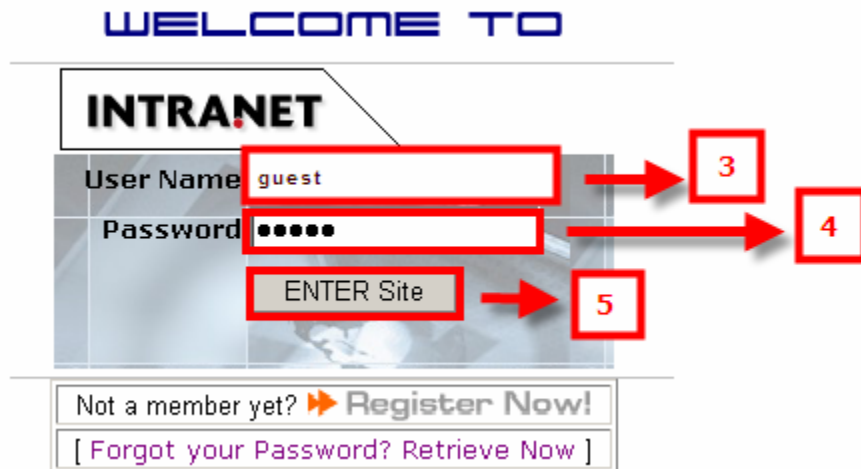 WELCOME TO
INTRANET
User Name guest 3
Password ●●●●● 4
ENTER Site 5
Not a member yet? Register Now!
[ Forgot your Password? Retrieve Now ]